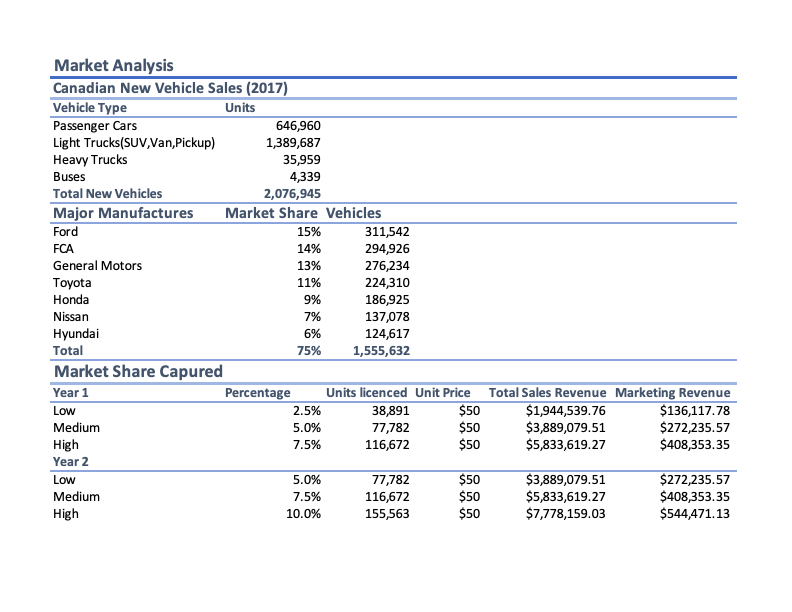 Market Analysis
Canadian New Vehicle Sales (2017)
Vehicle Type Units
Passenger Cars 646,960
Light Trucks(SUV,Van,Pickup) 1,389,687
Heavy Trucks 35,959
Buses 4,339
Total New Vehicles 2,076,945
Major Manufactures Market Share Vehicles
Ford 15% 311,542
FCA 14% 294,926
General Motors 13% 276,234
Toyota 11% 224,310
Honda 9% 186,925
Nissan 7% 137,078
Hyundai 6% 124,617
Total 75% 1,555,632
Market Share Capured
Year 1 Percentage Units licenced Unit Price Total Sales Revenue Marketing Revenue
Low 2.5% 38,891 $50 $1,944,539.76 $136,117.78
Medium 5.0% 77,782 $50 $3,889,079.51 $272,235.57
High 7.5% 116,672 $50 $5,833,619.27 $408,353.35
Year 2
Low 5.0% 77,782 $50 $3,889,079.51 $272,235.57
Medium 7.5% 116,672 $50 $5,833,619.27 $408,353.35
High 10.0% 155,563 $50 $7,778,159.03 $544,471.13